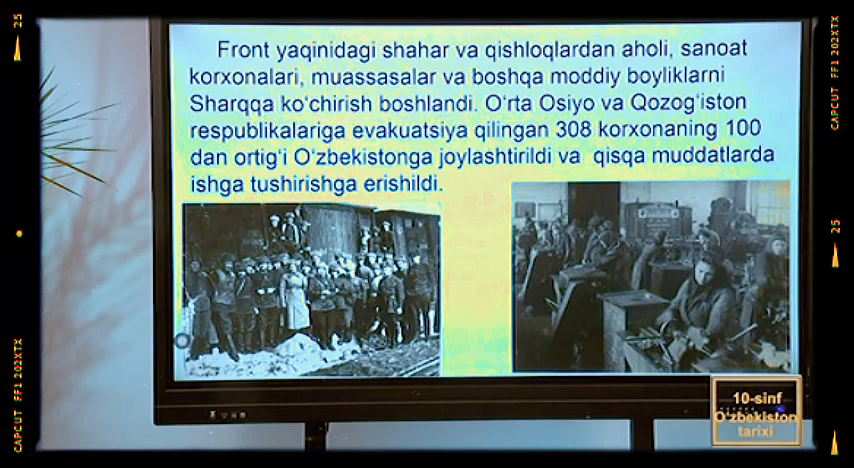 Front yaqinidagi shahar va qishloqlardan aholi, sanoat
korxonalari, muassasalar va boshqa moddiy boyliklarni
Sharqqa ko‘chirish boshlandi. O‘rta Osiyo va Qozog‘iston
respublikalariga evakuatsiya qilingan 308 korxonaning 100
dan ortig‘i O‘zbekistonga joylashtirildi va qisqa muddatlarda
ishga tushirishga erishildi.
10-sinf
O‘zbekiston
tarixi
25
CAPCUT FF1 202XTX
CAPCUT FF1 202XTX
25